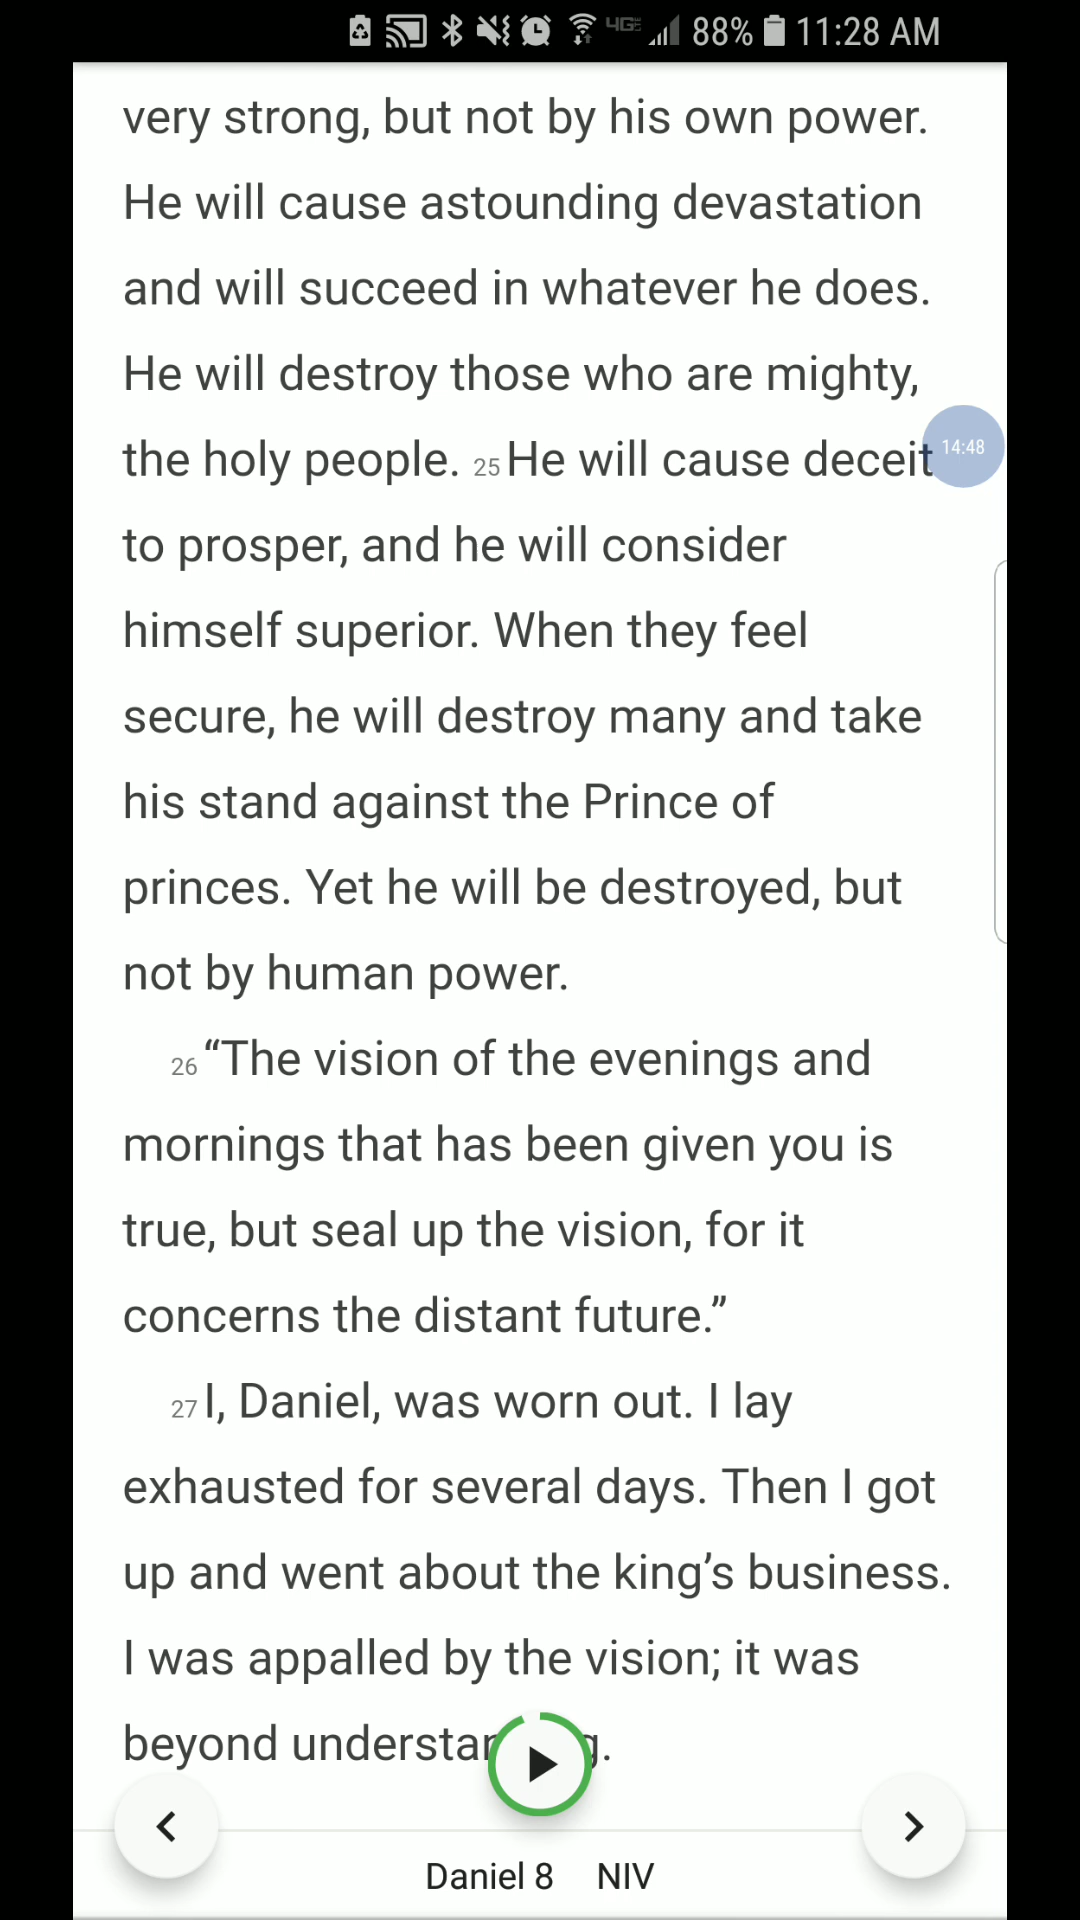 4G LTE 88% 11:28 AM
very strong, but not by his own power.
He will cause astounding devastation
and will succeed in whatever he does.
He will destroy those who are mighty,
the holy people. 25 He will cause deceit
14:48
to prosper, and he will consider
himself superior. When they feel
secure, he will destroy many and take
his stand against the Prince of
princes. Yet he will be destroyed, but
not by human power.
26 “The vision of the evenings and
mornings that has been given you is
true, but seal up the vision, for it
concerns the distant future.”
27 I, Daniel, was worn out. I lay
exhausted for several days. Then I got
up and went about the king’s business.
I was appalled by the vision; it was
beyond
Daniel 8 NIV